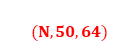 (N, 50, 64)